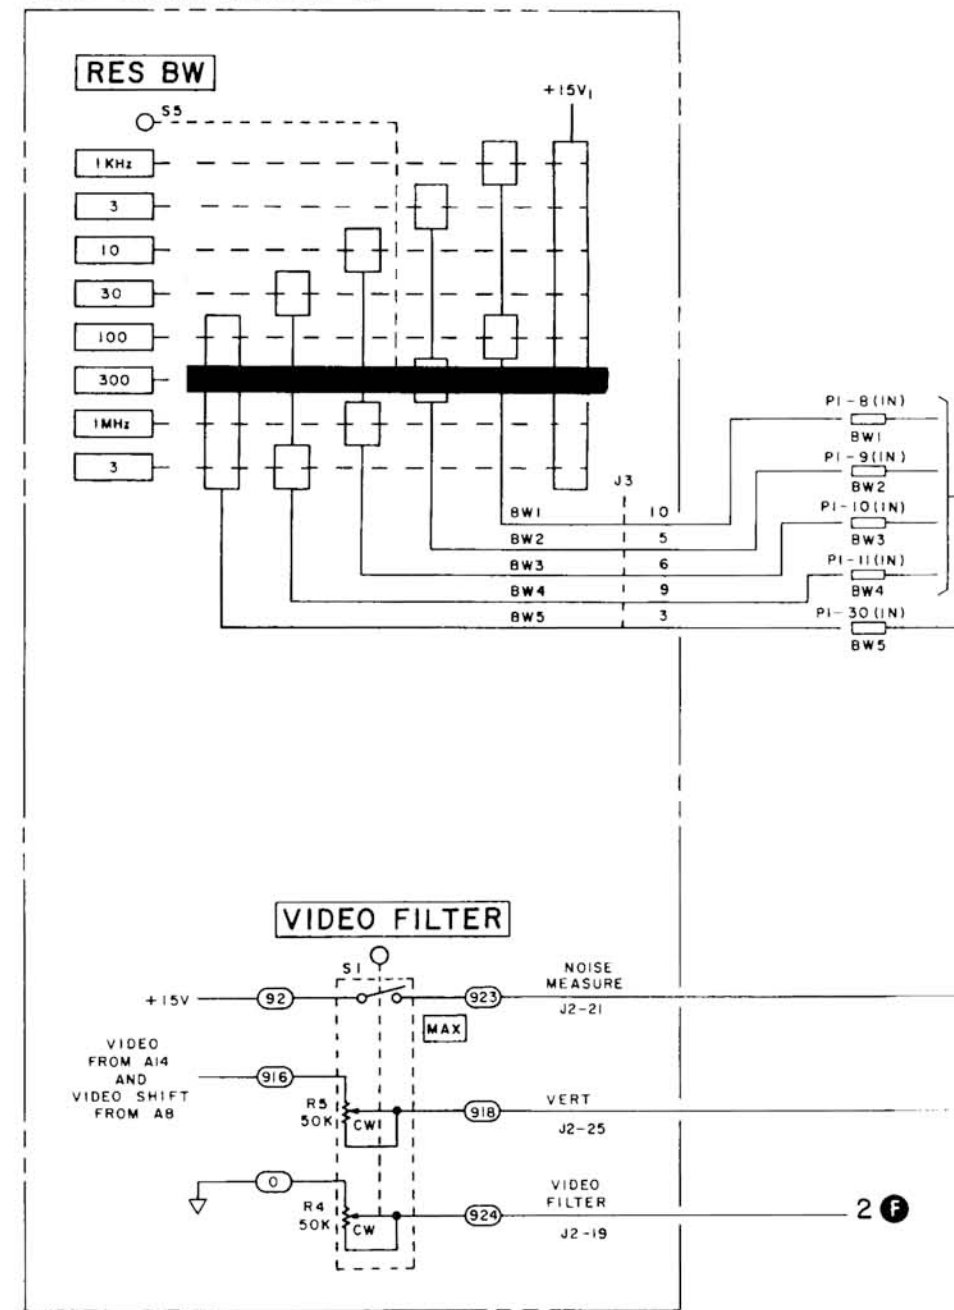 RES BW
S5
+15V1
1KHz
3
10
30
100
300
1MHz
3
J3
P1-8(IN)
BW1
P1-9(IN)
BW2
P1-10(IN)
BW3
P1-11(IN)
BW4
P1-30(IN)
BW5
BW1 10
BW2 5
BW3 6
BW4 9
BW5 3
VIDEO FILTER
S1
+15V
92
923
NOISE
MEASURE
J2-21
MAX
VIDEO
FROM A14
AND
VIDEO SHIFT
FROM A8
916
R5
50K
CW
918
VERT
J2-25
0
R4
50K
CW
924
VIDEO
FILTER
J2-19
2 F